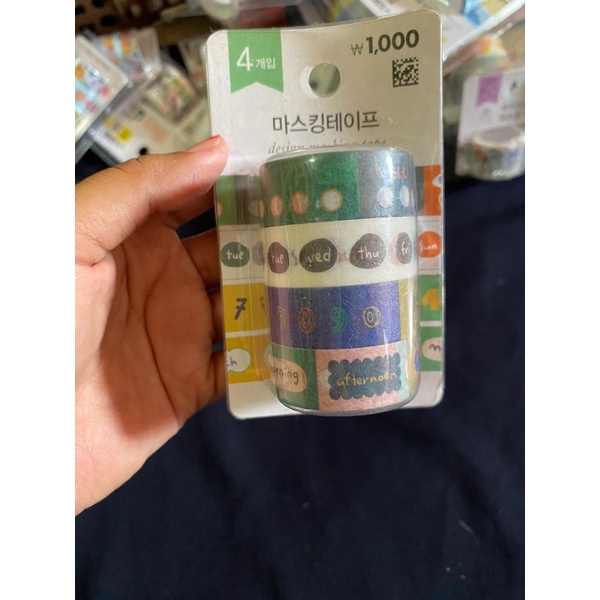 4개입
₩1,000
마스킹테이프
design masking tape
tue tue wed thu fri sun
7 8 9 0 4
morning afternoon